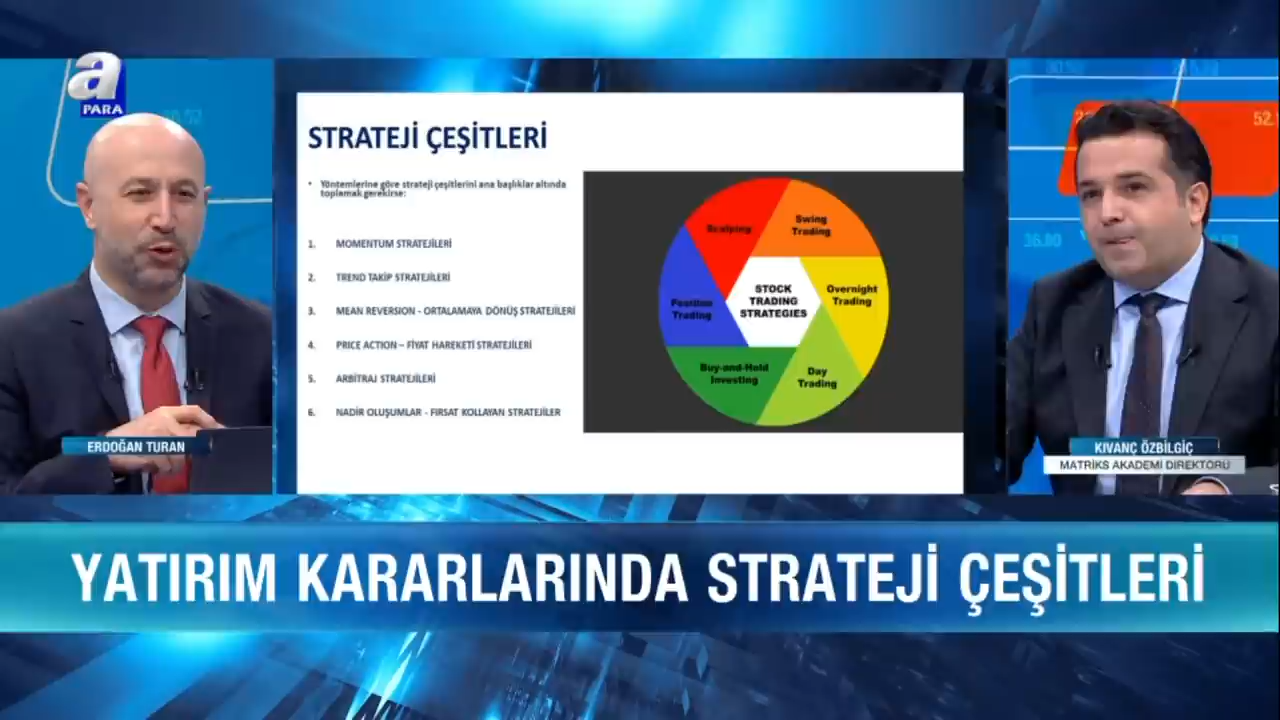 a
PARA
STRATEJİ ÇEŞİTLERİ
• Yöntemlerine göre strateji çeşitlerini ana başlıklar altında
toplamak gerekirse:
1. MOMENTUM STRATEJİLERİ
2. TREND TAKİP STRATEJİLERİ
3. MEAN REVERSION - ORTALAMAYA DÖNÜŞ STRATEJİLERİ
4. PRICE ACTION – FİYAT HAREKETİ STRATEJİLERİ
5. ARBİTRAJ STRATEJİLERİ
6. NADİR OLUŞUMLAR - FIRSAT KOLLAYAN STRATEJİLER
Scalping
Swing
Trading
Overnight
Trading
Day
Trading
Buy-and-Hold
Investing
Position
Trading
STOCK
TRADING
STRATEGIES
52.
36.80
ERDOĞAN TURAN
KIVANÇ ÖZBİLGİÇ
MATRİKS AKADEMİ DİREKTÖRÜ
YATIRIM KARARLARINDA STRATEJİ ÇEŞİTLERİ